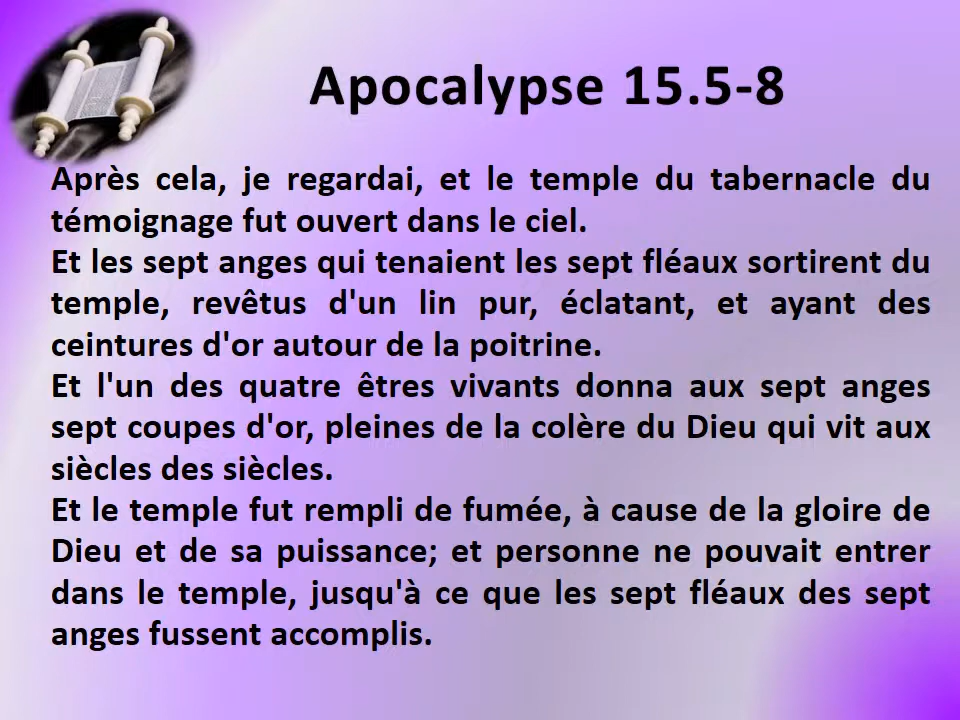 Apocalypse 15.5-8
Après cela, je regardai, et le temple du tabernacle du
témoignage fut ouvert dans le ciel.
Et les sept anges qui tenaient les sept fléaux sortirent du
temple, revêtus d'un lin pur, éclatant, et ayant des
ceintures d'or autour de la poitrine.
Et l'un des quatre êtres vivants donna aux sept anges
sept coupes d'or, pleines de la colère du Dieu qui vit aux
siècles des siècles.
Et le temple fut rempli de fumée, à cause de la gloire de
Dieu et de sa puissance; et personne ne pouvait entrer
dans le temple, jusqu'à ce que les sept fléaux des sept
anges fussent accomplis.